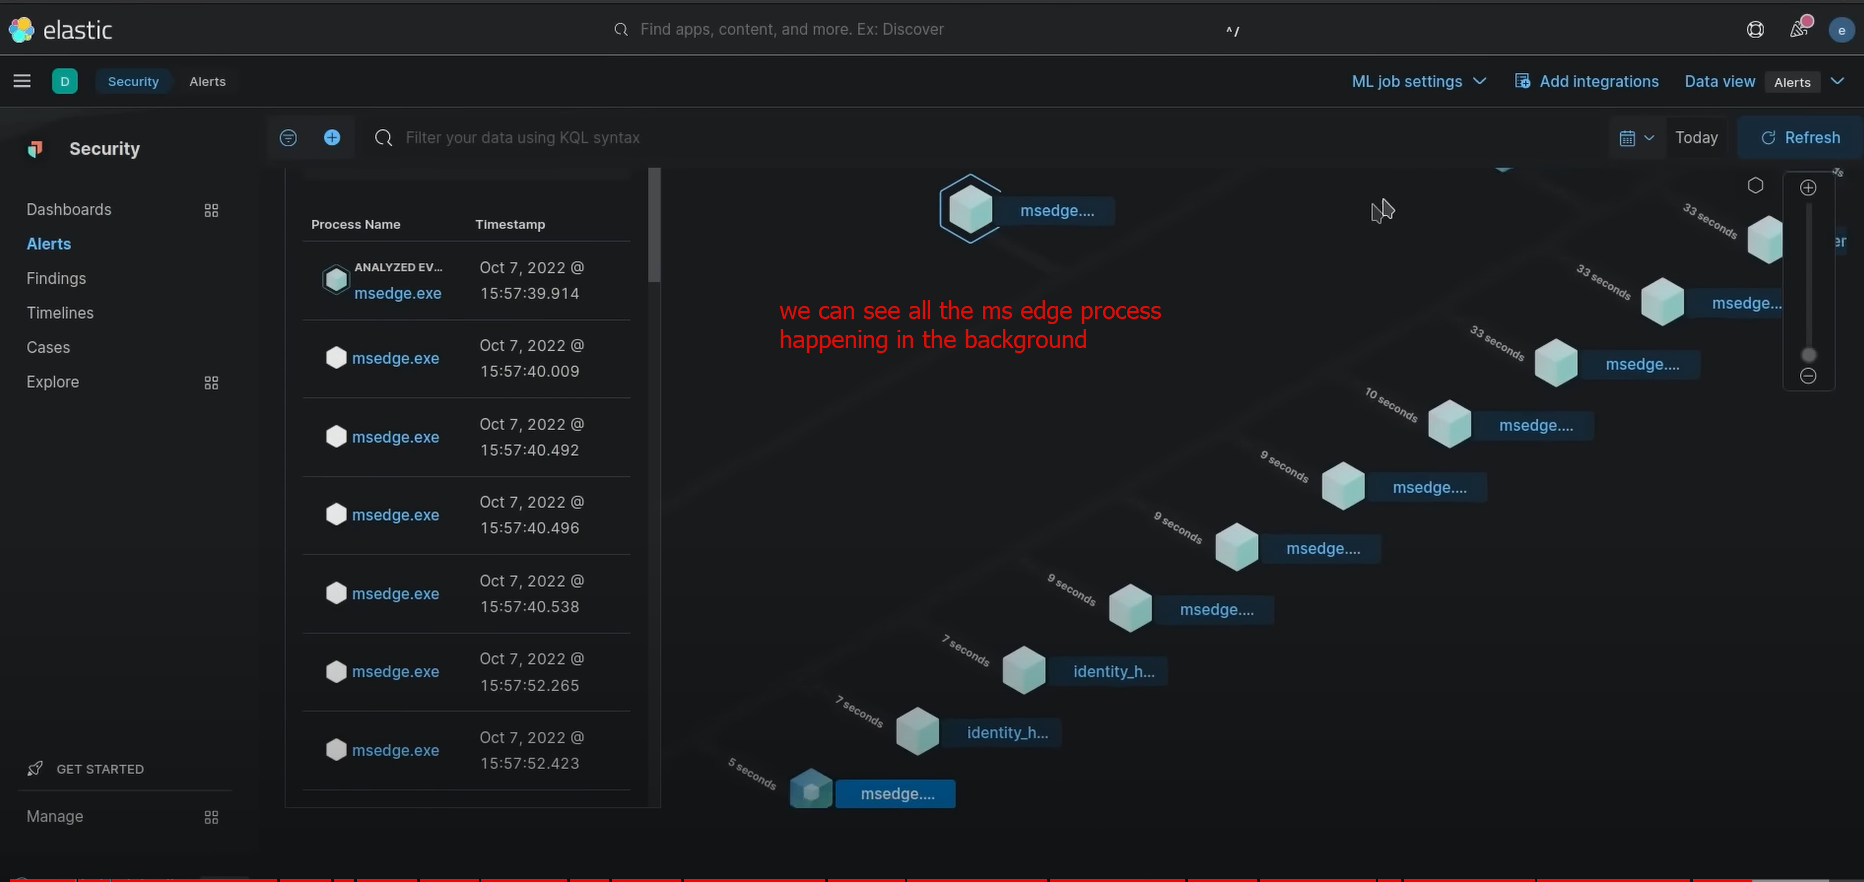 elastic
Find apps, content, and more. Ex: Discover
^/
e
D
Security
Alerts
ML job settings
Add integrations
Data view
Alerts
Security
Filter your data using KQL syntax
Today
Refresh
Dashboards
Alerts
Findings
Timelines
Cases
Explore
GET STARTED
Manage
Process Name Timestamp
ANALYZED EV...
msedge.exe
Oct 7, 2022 @
15:57:39.914
msedge.exe
Oct 7, 2022 @
15:57:40.009
msedge.exe
Oct 7, 2022 @
15:57:40.492
msedge.exe
Oct 7, 2022 @
15:57:40.496
msedge.exe
Oct 7, 2022 @
15:57:40.538
msedge.exe
Oct 7, 2022 @
15:57:52.265
msedge.exe
Oct 7, 2022 @
15:57:52.423
msedge....
we can see all the ms edge process
happening in the background
33 seconds
33 seconds
msedge...
33 seconds
msedge....
10 seconds
msedge....
9 seconds
msedge....
9 seconds
msedge....
9 seconds
msedge....
7 seconds
identity_h...
7 seconds
identity_h...
5 seconds
msedge....